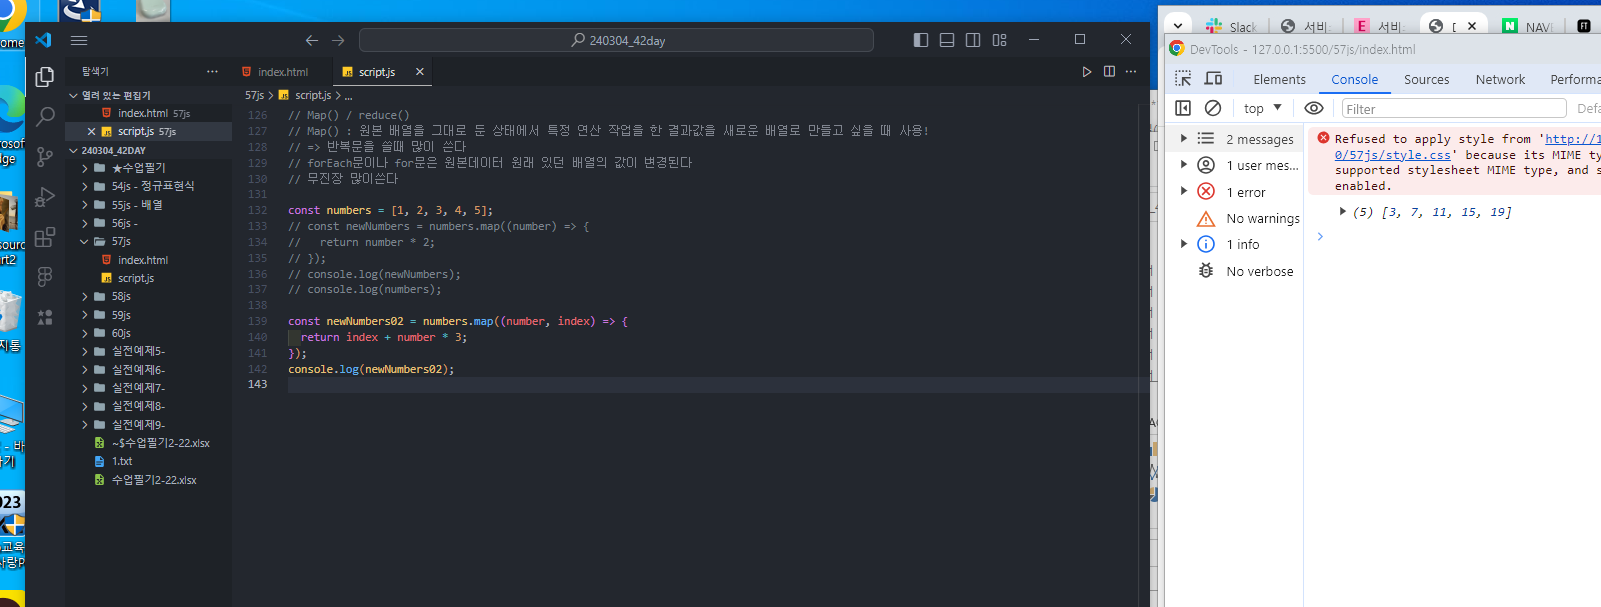 240304_42day
탐색기
열려 있는 편집기
index.html 57js
script.js 57js
240304_42DAY
★수업필기
54js - 정규표현식
55js - 배열
56js -
57js
index.html
script.js
58js
59js
60js
실전예제5-
실전예제6-
실전예제7-
실전예제8-
실전예제9-
~$수업필기2-22.xlsx
1.txt
수업필기2-22.xlsx
index.html
script.js
57js > script.js > ...
126 // Map() / reduce()
127 // Map() : 원본 배열을 그대로 둔 상태에서 특정 연산 작업을 한 결과값을 새로운 배열로 만들고 싶을 때 사용!
128 // => 반복문을 쓸때 많이 쓴다
129 // forEach문이나 for문은 원본데이터 원래 있던 배열의 값이 변경된다
130 // 무진장 많이쓴다
131
132 const numbers = [1, 2, 3, 4, 5];
133 // const newNumbers = numbers.map((number) => {
134 //   return number * 2;
135 // });
136 // console.log(newNumbers);
137 // console.log(numbers);
138
139 const newNumbers02 = numbers.map((number, index) => {
140   return index + number * 3;
141 });
142 console.log(newNumbers02);
143
Slack
서비
서비
NAVE
DevTools - 127.0.0.1:5500/57js/index.html
Elements Console Sources Network Performa
top Filter Defa
2 messages
1 user mes...
1 error
No warnings
1 info
No verbose
Refused to apply style from 'http://1
0/57js/style.css' because its MIME ty
supported stylesheet MIME type, and s
enabled.
(5) [3, 7, 11, 15, 19]